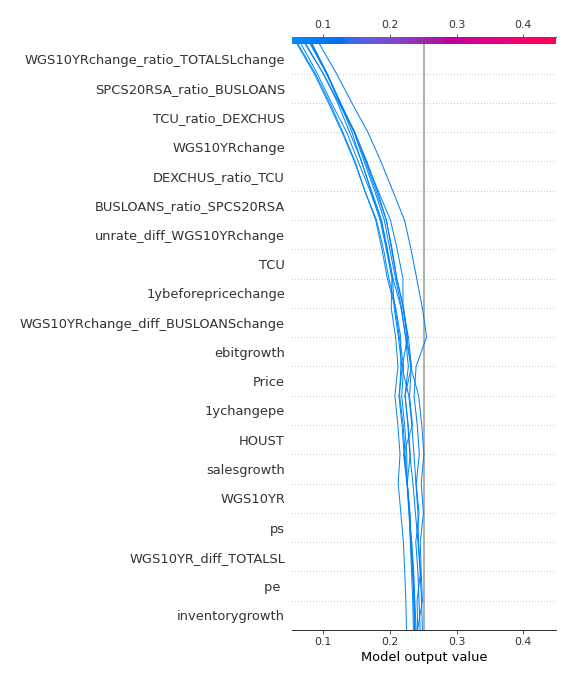 0.1 0.2 0.3 0.4
WGS10YRchange_ratio_TOTALSLchange
SPCS20RSA_ratio_BUSLOANS
TCU_ratio_DEXCHUS
WGS10YRchange
DEXCHUS_ratio_TCU
BUSLOANS_ratio_SPCS20RSA
unrate_diff_WGS10YRchange
TCU
1ybeforepricechange
WGS10YRchange_diff_BUSLOANSchange
ebitgrowth
Price
1ychangepe
HOUST
salesgrowth
WGS10YR
ps
WGS10YR_diff_TOTALSL
pe
inventorygrowth
0.1 0.2 0.3 0.4
Model output value